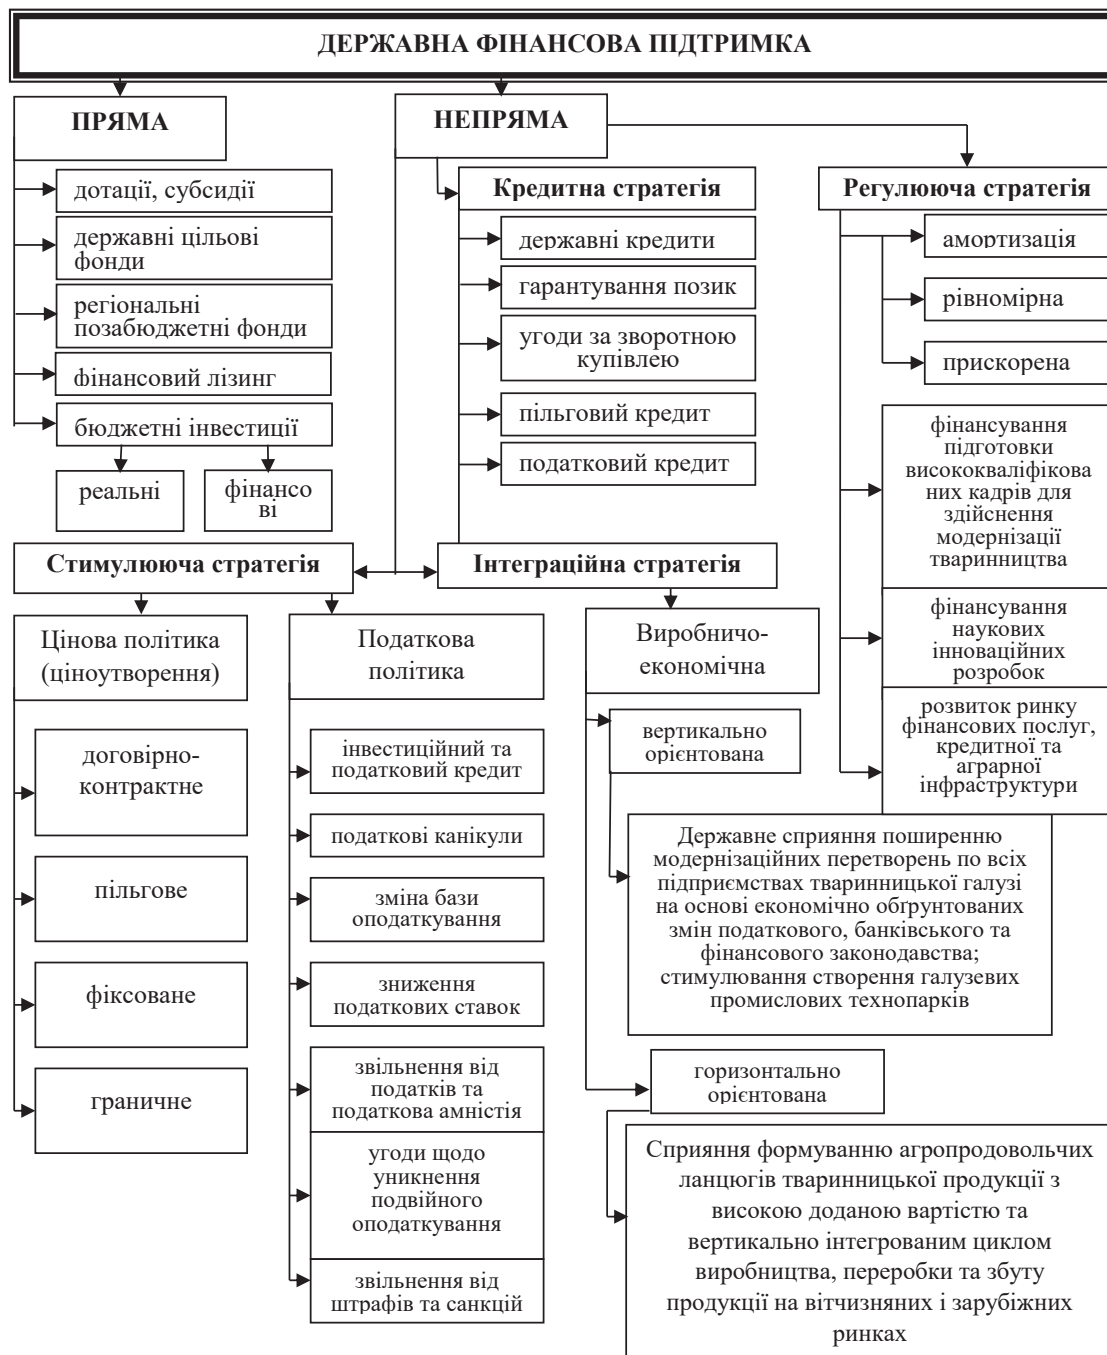 ДЕРЖАВНА ФІНАНСОВА ПІДТРИМКА
ПРЯМА
НЕПРЯМА
дотації, субсидії
державні цільові
фонди
регіональні
позабюджетні фонди
фінансовий лізинг
бюджетні інвестиції
реальні
фінансо
ві
Кредитна стратегія
державні кредити
гарантування позик
угоди за зворотною
купівлею
пільговий кредит
податковий кредит
Регулююча стратегія
амортизація
рівномірна
прискорена
фінансування
підготовки
висококваліфікова
них кадрів для
здійснення
модернізації
тваринництва
фінансування
наукових
інноваційних
розробок
розвиток ринку
фінансових послуг,
кредитної та
аграрної
інфраструктури
Стимулююча стратегія
Інтеграційна стратегія
Цінова політика
(ціноутворення)
договірно-
контрактне
пільгове
фіксоване
граничне
Податкова
політика
інвестиційний та
податковий кредит
податкові канікули
зміна бази
оподаткування
зниження
податкових ставок
звільнення від
податків та
податкова амністія
угоди щодо
уникнення
подвійного
оподаткування
звільнення від
штрафів та санкцій
Виробничо-
економічна
вертикально
орієнтована
Державне сприяння поширенню
модернізаційних перетворень по всіх
підприємствах тваринницької галузі
на основі економічно обґрунтованих
змін податкового, банківського та
фінансового законодавства;
стимулювання створення галузевих
промислових технопарків
горизонтально
орієнтована
Сприяння формуванню агропродовольчих
ланцюгів тваринницької продукції з
високою доданою вартістю та
вертикально інтегрованим циклом
виробництва, переробки та збуту
продукції на вітчизняних і зарубіжних
ринках